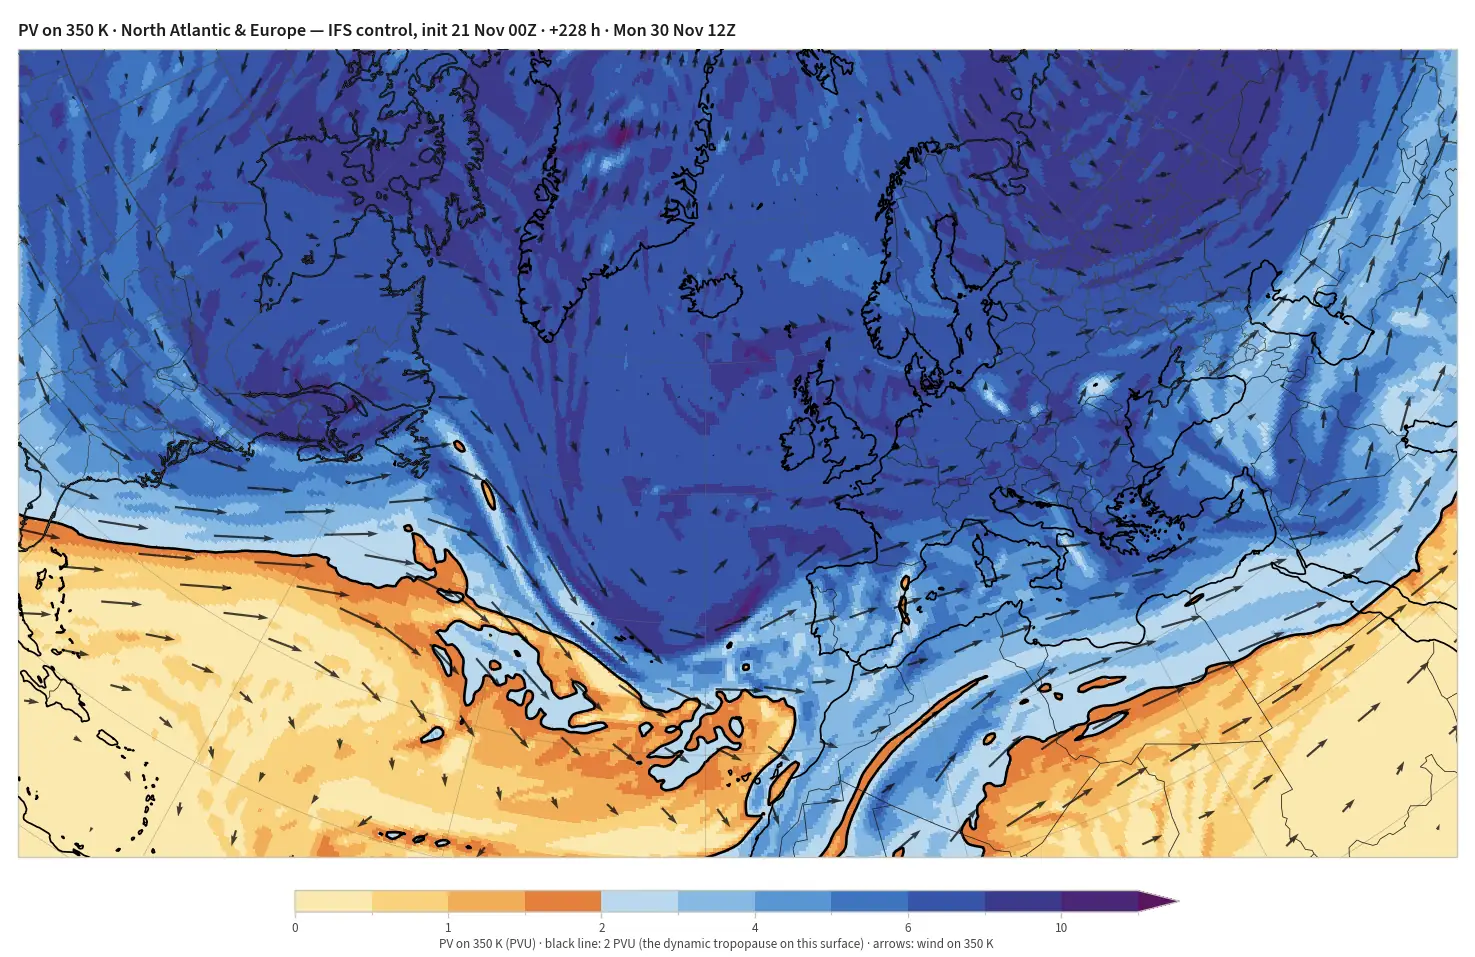 PV on 350 K · North Atlantic & Europe — IFS control, init 21 Nov 00Z · +228 h · Mon 30 Nov 12Z
0 1 2 4 6 10
PV on 350 K (PVU) · black line: 2 PVU (the dynamic tropopause on this surface) · arrows: wind on 350 K